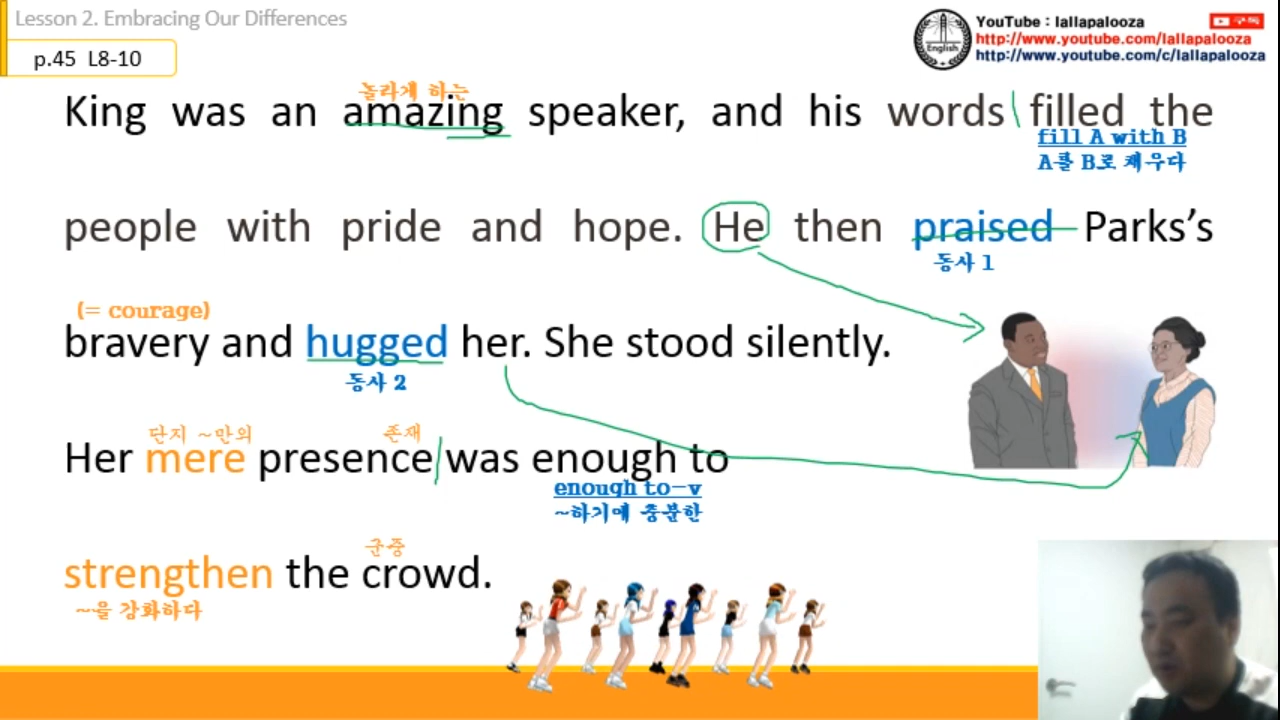 Lesson 2. Embracing Our Differences
p.45 L8-10
English
YouTube : lallapalooza
구독
http://www.youtube.com/lallapalooza
http://www.youtube.com/c/lallapalooza
놀라게 하는
King was an amazing speaker, and his words filled the
fill A with B
A를 B로 채우다
people with pride and hope. He then praised Parks’s
동사 1
(= courage)
bravery and hugged her. She stood silently.
동사 2
단지 ~만의 존재
Her mere presence was enough to
enough to-v
~하기에 충분한
군중
strengthen the crowd.
~을 강화하다